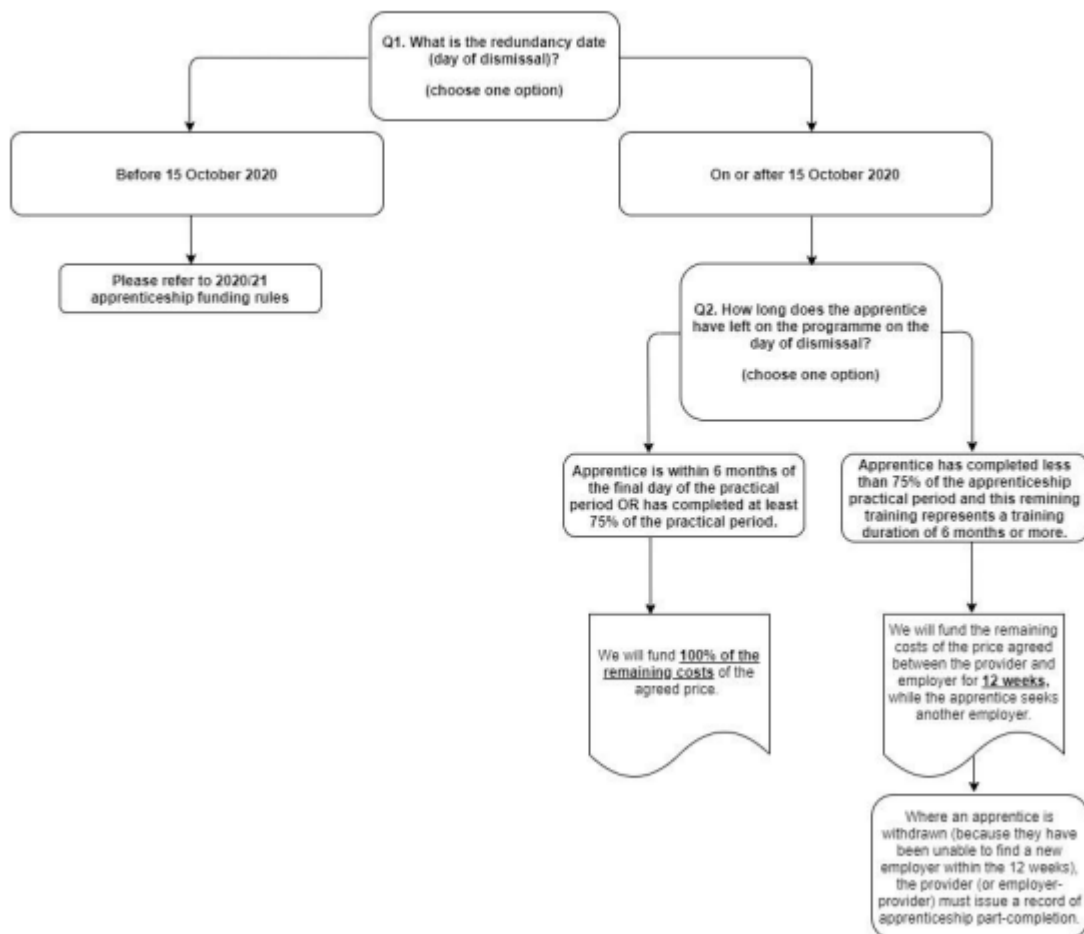 Q1. What is the redundancy date
(day of dismissal)?
(choose one option)
Before 15 October 2020
On or after 15 October 2020
Please refer to 2020/21
apprenticeship funding rules
Q2. How long does the apprentice
have left on the programme on the
day of dismissal?
(choose one option)
Apprentice is within 6 months of
the final day of the practical
period OR has completed at least
75% of the practical period.
Apprentice has completed less
than 75% of the apprenticeship
practical period and this remining
training represents a training
duration of 6 months or more.
We will fund 100% of the
remaining costs of the
agreed price.
We will fund the remaining
costs of the price agreed
between the provider and
employer for 12 weeks,
while the apprentice seeks
another employer.
Where an apprentice is
withdrawn (because they have
been unable to find a new
employer within the 12 weeks),
the provider (or employer-
provider) must issue a record of
apprenticeship part-completion.